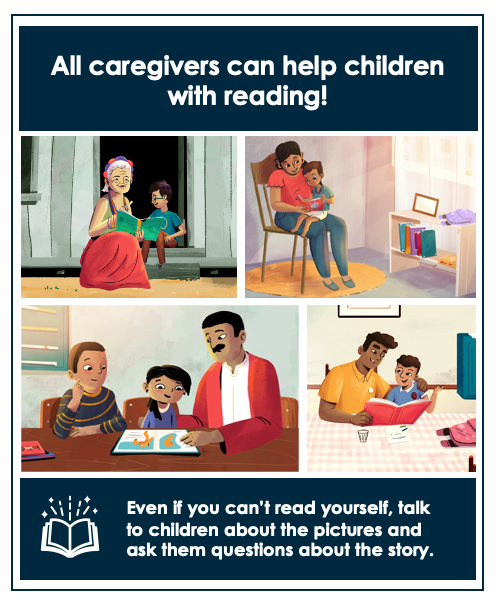 All caregivers can help children
with reading!
Even if you can't read yourself, talk
to children about the pictures and
ask them questions about the story.